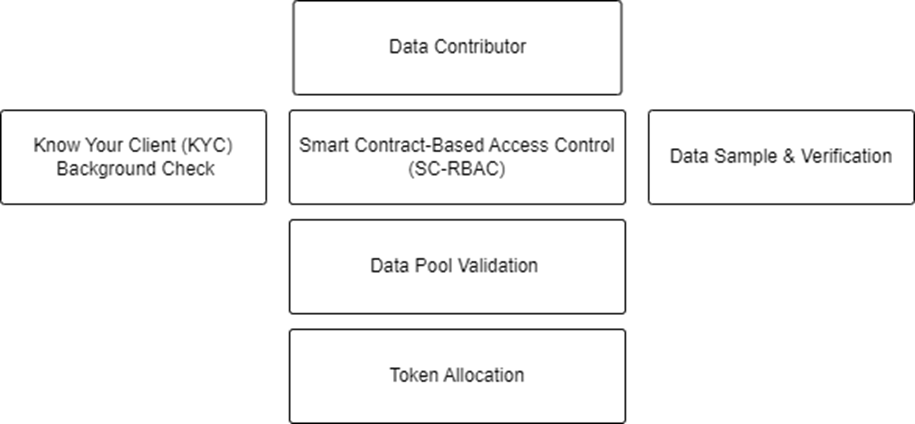 Data Contributor
Know Your Client (KYC)
Background Check
Smart Contract-Based Access Control
(SC-RBAC)
Data Sample & Verification
Data Pool Validation
Token Allocation